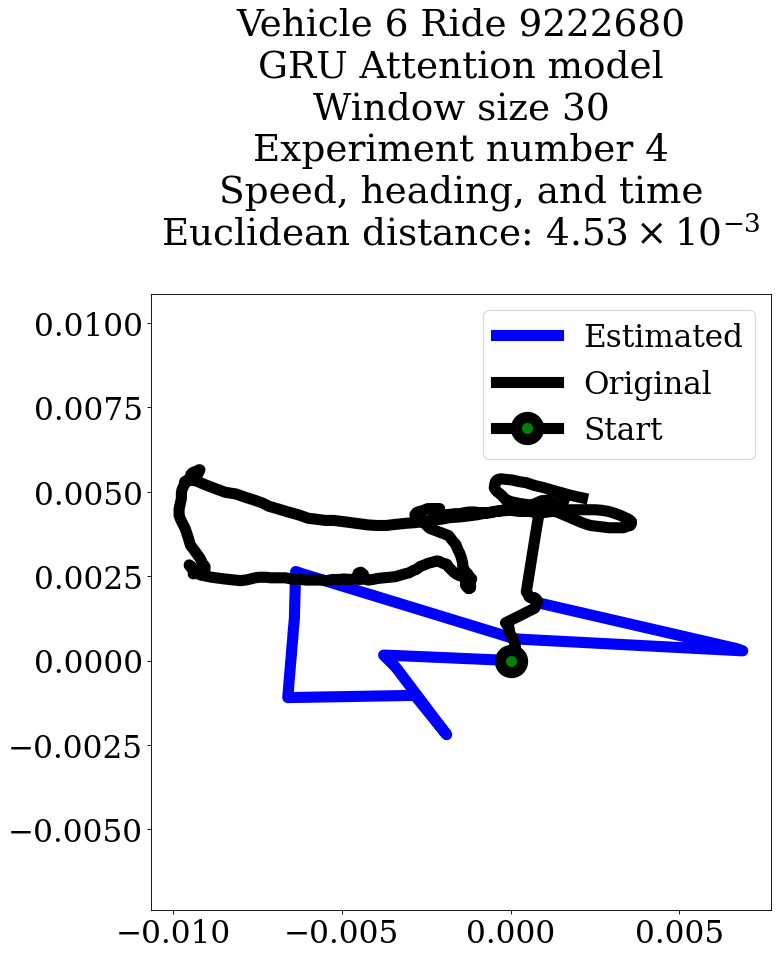 Vehicle 6 Ride 9222680
GRU Attention model
Window size 30
Experiment number 4
Speed, heading, and time
Euclidean distance: 4.53 × 10⁻³
Estimated
Original
Start
0.0100
0.0075
0.0050
0.0025
0.0000
−0.0025
−0.0050
−0.010 −0.005 0.000 0.005